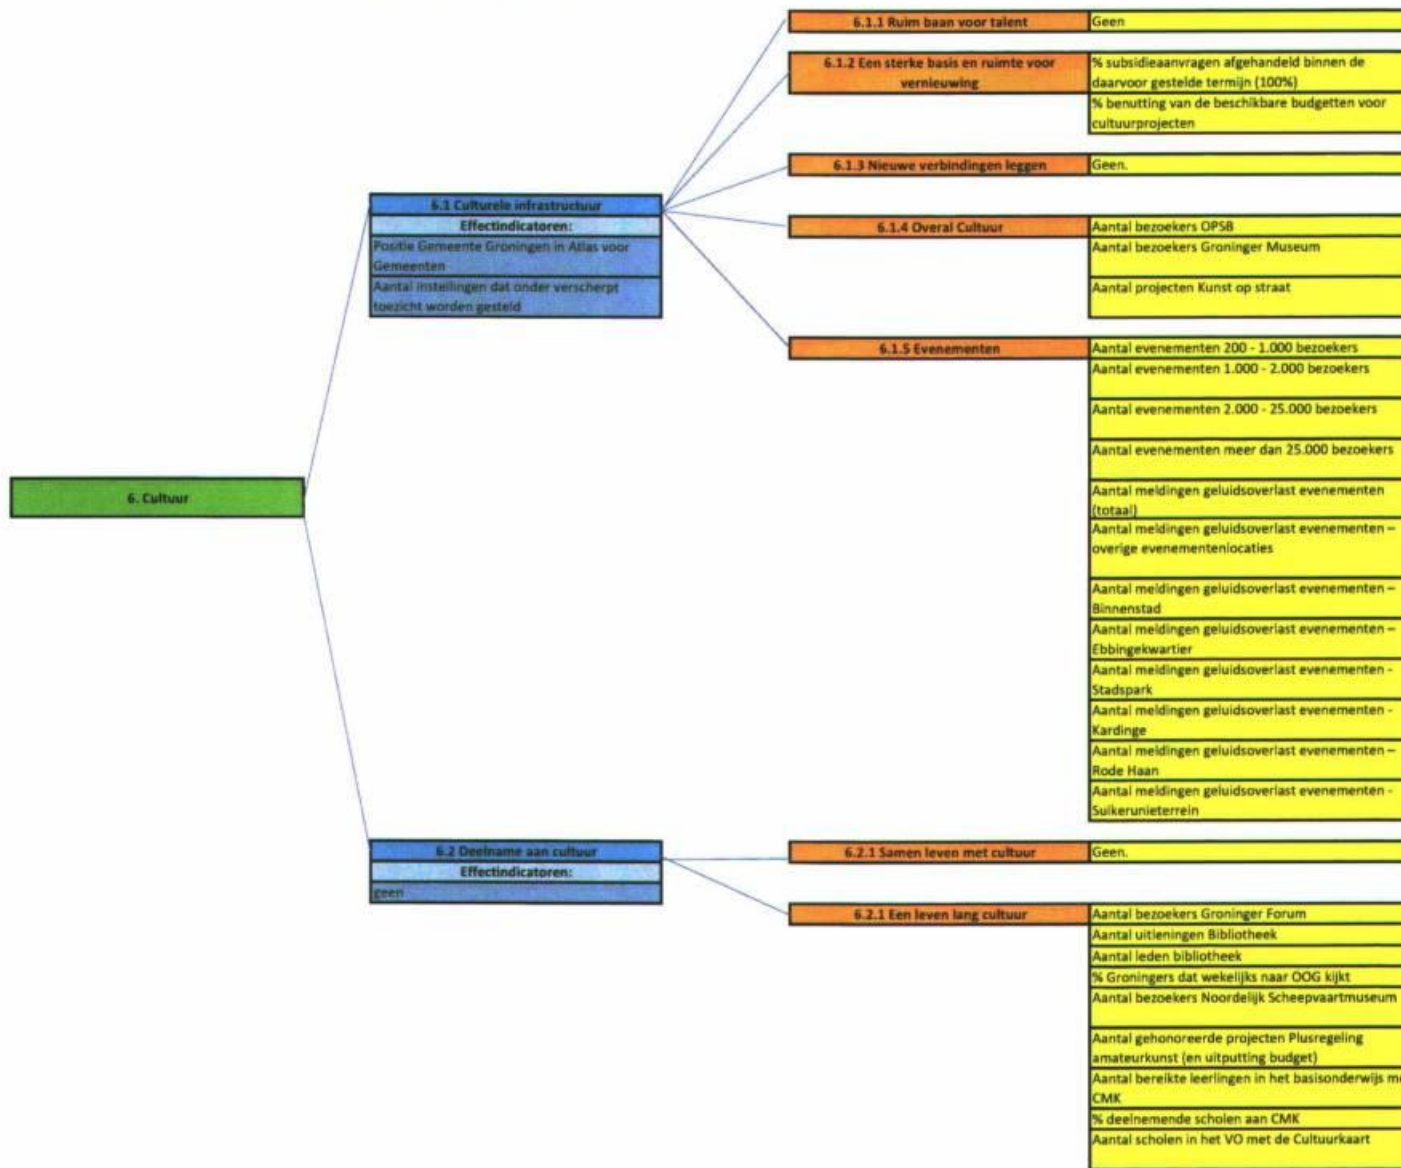 6.1.1 Ruim baan voor talent
Geen
6.1.2 Een sterke basis en ruimte voor
vernieuwing
% subsidieaanvragen afgehandeld binnen de
daarvoor gestelde termijn (100%)
% benutting van de beschikbare budgetten voor
cultuurprojecten
6.1.3 Nieuwe verbindingen leggen
Geen.
6.1 Culturele infrastructuur
Effectindicatoren:
Positie Gemeente Groningen in Atlas voor
Gemeenten
Aantal instellingen dat onder verscherpt
toezicht worden gesteld
6.1.4 Overal Cultuur
Aantal bezoekers OPSB
Aantal bezoekers Groninger Museum
Aantal projecten Kunst op straat
6.1.5 Evenementen
Aantal evenementen 200 - 1.000 bezoekers
Aantal evenementen 1.000 - 2.000 bezoekers
Aantal evenementen 2.000 - 25.000 bezoekers
Aantal evenementen meer dan 25.000 bezoekers
6. Cultuur
Aantal meldingen geluidsoverlast evenementen
(totaal)
Aantal meldingen geluidsoverlast evenementen –
overige evenementenlocaties
Aantal meldingen geluidsoverlast evenementen –
Binnenstad
Aantal meldingen geluidsoverlast evenementen –
Ebbingekwartier
Aantal meldingen geluidsoverlast evenementen -
Stadspark
Aantal meldingen geluidsoverlast evenementen -
Kardinge
Aantal meldingen geluidsoverlast evenementen –
Rode Haan
Aantal meldingen geluidsoverlast evenementen -
Suikerunieterrein
6.2 Deelname aan cultuur
Effectindicatoren:
geen
6.2.1 Samen leven met cultuur
Geen.
6.2.1 Een leven lang cultuur
Aantal bezoekers Groninger Forum
Aantal uitleningen Bibliotheek
Aantal leden bibliotheek
% Groningers dat wekelijks naar OOG kijkt
Aantal bezoekers Noordelijk Scheepvaartmuseum
Aantal gehonoreerde projecten Plusregeling
amateurkunst (en uitputting budget)
Aantal bereikte leerlingen in het basisonderwijs
CMK
% deelnemende scholen aan CMK
Aantal scholen in het VO met de Cultuurkaart